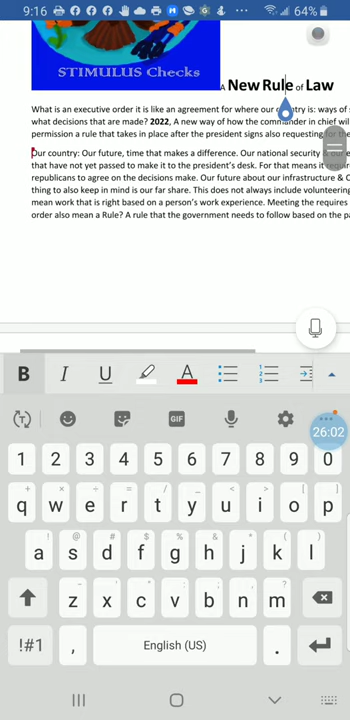 9:16
64%
STIMULUS Checks
A New Rule of Law
What is an executive order it is like an agreement for where our country is: ways of
what decisions that are made? 2022, A new way of how the commander in chief wil
permission a rule that takes in place after the president signs also requesting the
Our country: Our future, time that makes a difference. Our national security
that have not yet passed to make it to the president's desk. For that means it
republicans to agree on the decisions make. Our future about our infrastructure & C
thing to also keep in mind is our far share. This does not always include volunteering
mean work that is right based on a person's work experience. Meeting the requires
order also mean a Rule? A rule that the government needs to follow based on the pa
B I U A
GIF
26:02
1 2 3 4 5 6 7 8 9 0
q w e r t y u i o p
a s d f g h j k l
z x c v b n m
!#1 , English (US) .